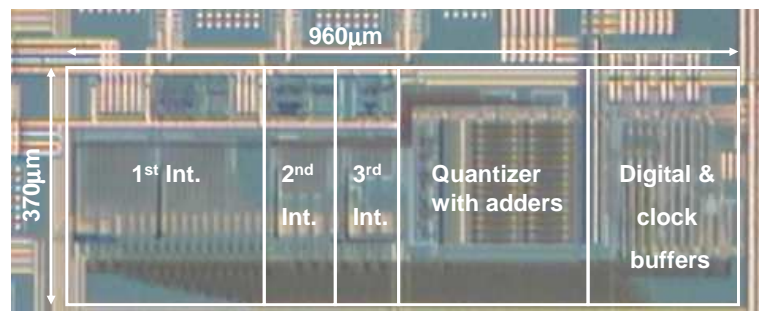 960μm
370μm
1st Int.
2nd
Int.
3rd
Int.
Quantizer
with adders
Digital &
clock
buffers